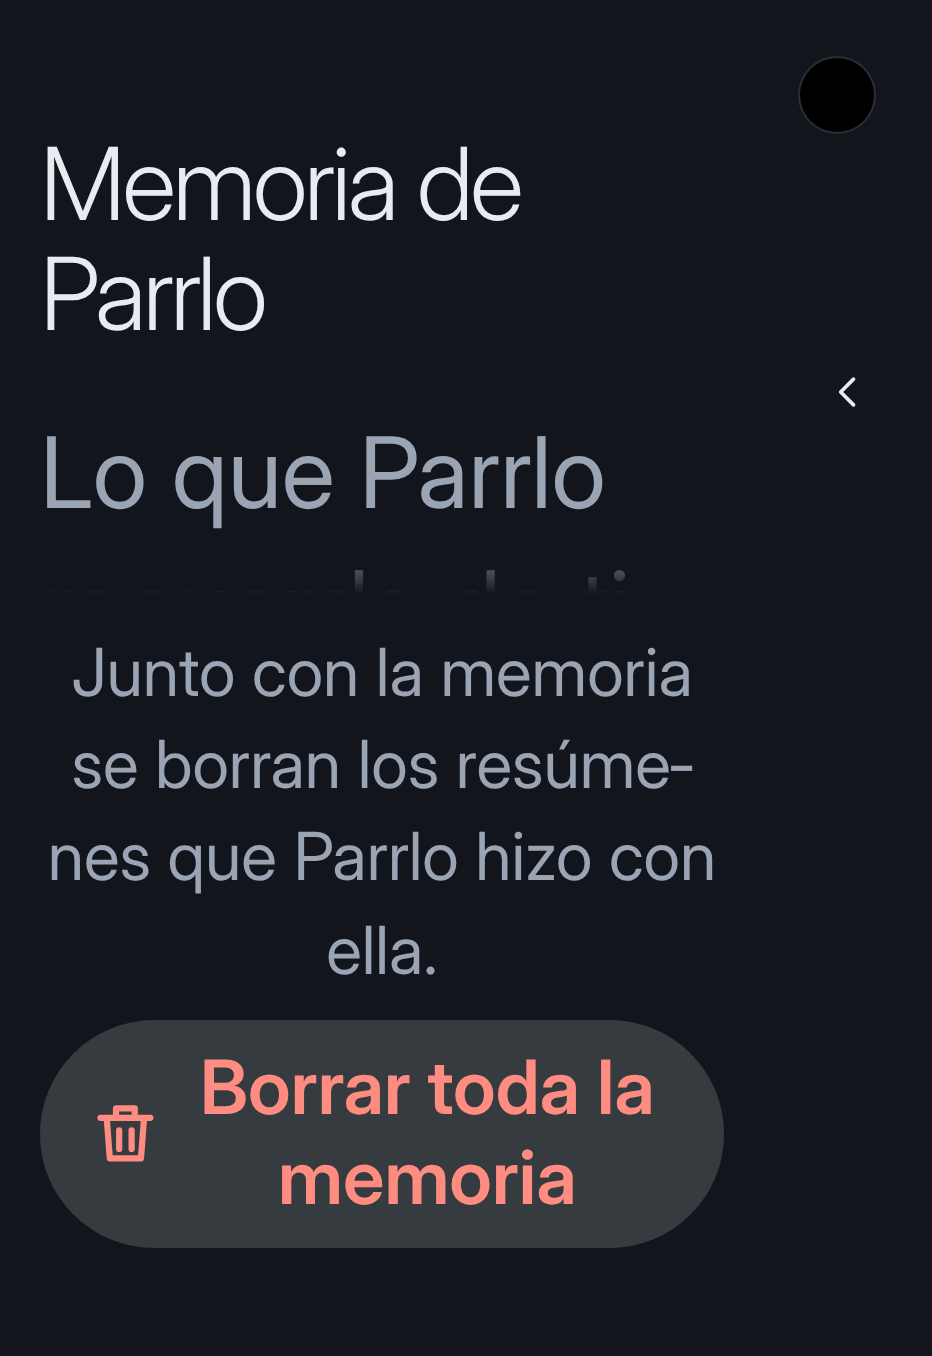 Memoria de
Parrlo
Lo que Parrlo
Junto con la memoria
se borran los resúme-
nes que Parrlo hizo con
ella.
Borrar toda la
memoria